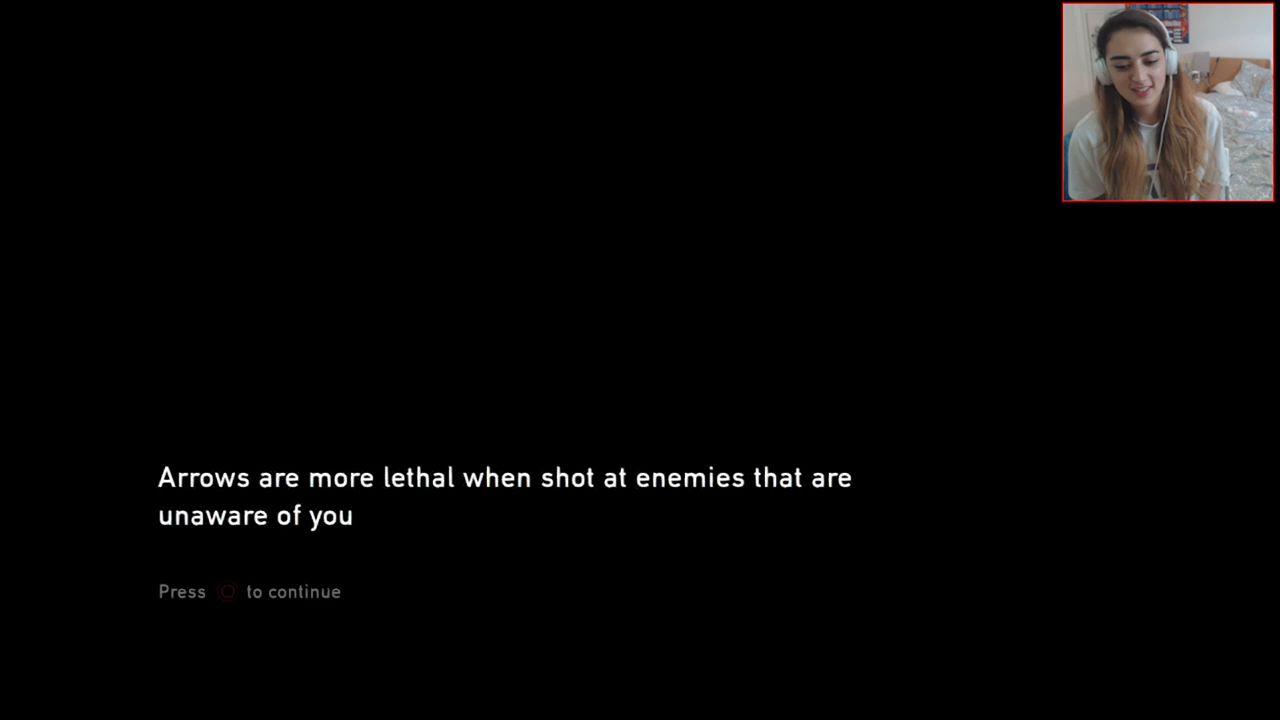 Arrows are more lethal when shot at enemies that are
unaware of you
Press to continue